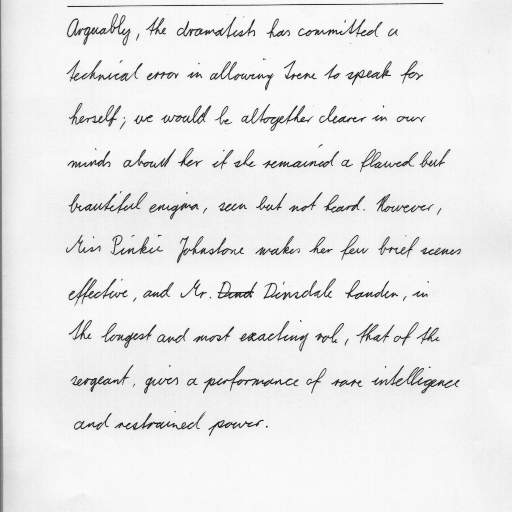 Arguably, the dramatists has committed a
technical error in allowing Irene to speak for
herself; we would be altogether clearer in our
minds about her if she remained a flawed but
beautiful enigma, seen but not heard. However,
Miss Pinkie Johnstone makes her few brief scenes
effective, and Mr. Dind Dinsdale handen, in
the longest and most exacting role, that of the
sergeant, gives a performance of rare intelligence
and restrained power.